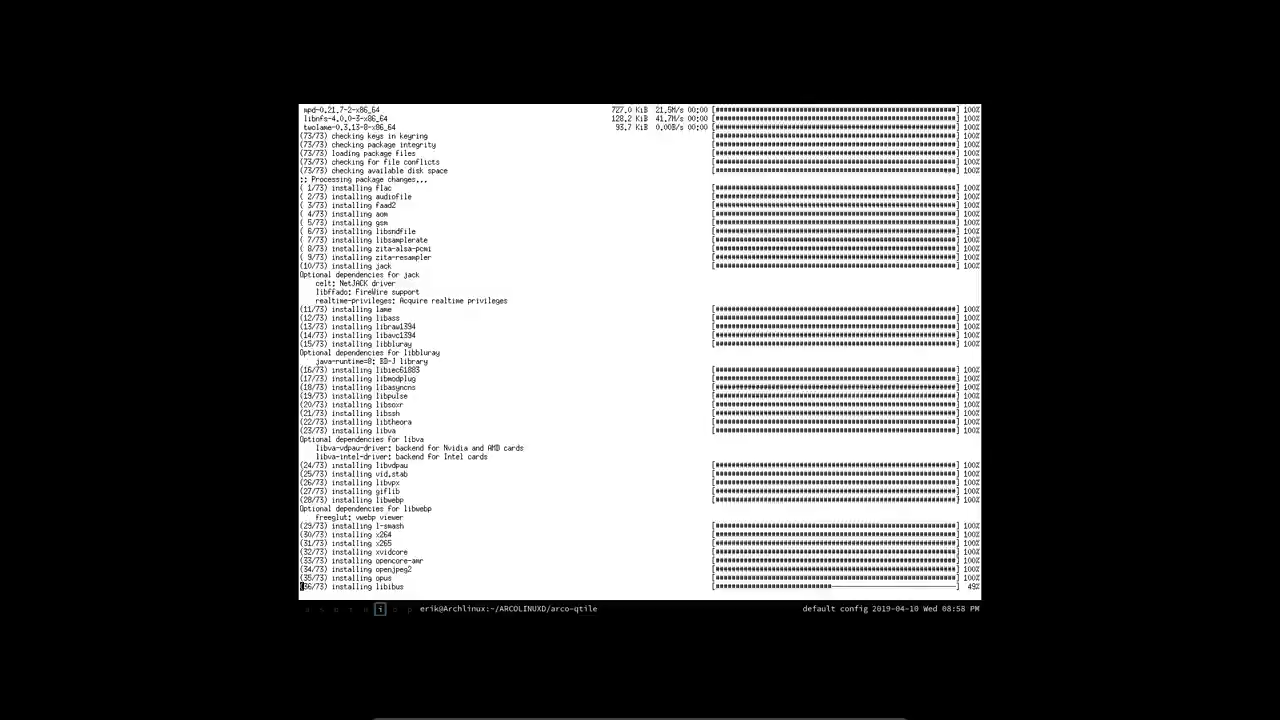 mpd-0.21.7-2-x86_64 727.0 KiB 21.5M/s 00:00 100%
libnfs-4.0.0-3-x86_64 128.2 KiB 41.7M/s 00:00 100%
twolame-0.3.13-8-x86_64 93.7 KiB 0.00B/s 00:00 100%
(73/73) checking keys in keyring 100%
(73/73) checking package integrity 100%
(73/73) loading package files 100%
(73/73) checking for file conflicts 100%
(73/73) checking available disk space 100%
:: Processing package changes...
( 1/73) installing flac 100%
( 2/73) installing audiofile 100%
( 3/73) installing faad2 100%
( 4/73) installing aom 100%
( 5/73) installing gsm 100%
( 6/73) installing libsndfile 100%
( 7/73) installing libsamplerate 100%
( 8/73) installing zita-alsa-pcmi 100%
( 9/73) installing zita-resampler 100%
(10/73) installing jack 100%
Optional dependencies for jack
celt: NetJACK driver
libffado: FireWire support
realtime-privileges: Acquire realtime privileges
(11/73) installing lame 100%
(12/73) installing libass 100%
(13/73) installing libraw1394 100%
(14/73) installing libavc1394 100%
(15/73) installing libbluray 100%
Optional dependencies for libbluray
java-runtime=8: BD-J library
(16/73) installing libiec61883 100%
(17/73) installing libmodplug 100%
(18/73) installing libasyncns 100%
(19/73) installing libpulse 100%
(20/73) installing libsoxr 100%
(21/73) installing libssh 100%
(22/73) installing libtheora 100%
(23/73) installing libva 100%
Optional dependencies for libva
libva-vdpau-driver: backend for Nvidia and AMD cards
libva-intel-driver: backend for Intel cards
(24/73) installing libvdpau 100%
(25/73) installing vid.stab 100%
(26/73) installing libvpx 100%
(27/73) installing giflib 100%
(28/73) installing libwebp 100%
Optional dependencies for libwebp
freeglut: vwebp viewer
(29/73) installing l-smash 100%
(30/73) installing x264 100%
(31/73) installing x265 100%
(32/73) installing xvidcore 100%
(33/73) installing opencore-amr 100%
(34/73) installing openjpeg2 100%
(35/73) installing opus 100%
(36/73) installing libibus 49%
i erik@Archlinux:~/ARCOLINUXD/arco-qtile default config 2019-04-10 Wed 08:58 PM